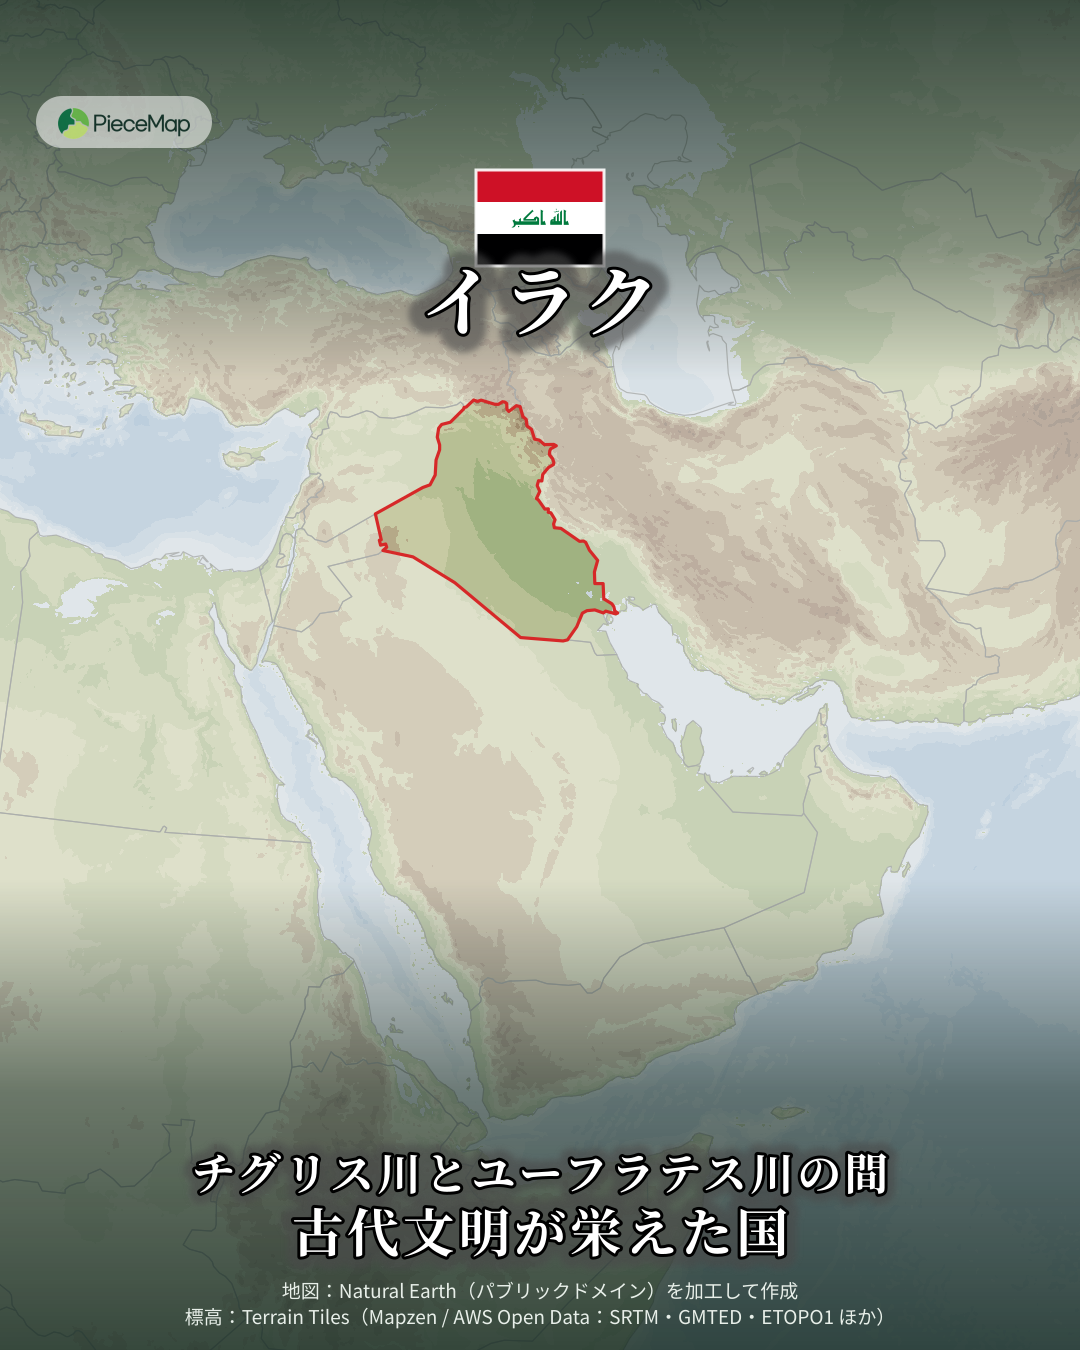 PieceMap
الله اكبر
イラク
チグリス川とユーフラテス川の間
古代文明が栄えた国
地図：Natural Earth（パブリックドメイン）を加工して作成
標高：Terrain Tiles（Mapzen / AWS Open Data：SRTM・GMTED・ETOPO1 ほか）